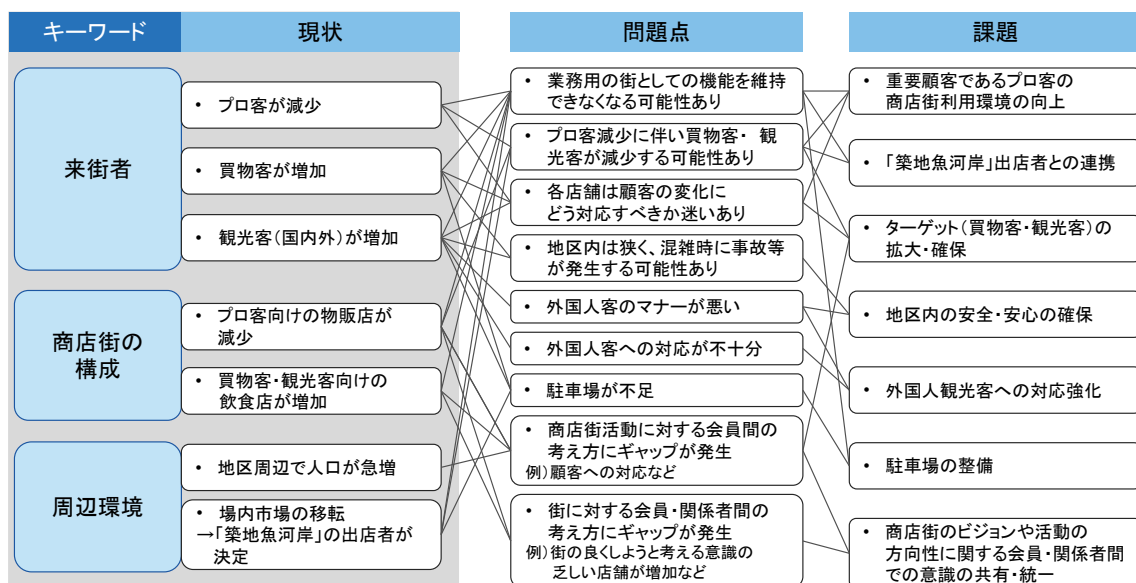 キーワード
現状
問題点
課題
来街者
・ プロ客が減少
・ 買物客が増加
・ 観光客(国内外)が増加
商店街の
構成
・ プロ客向けの物販店が
減少
・ 買物客・観光客向けの
飲食店が増加
周辺環境
・ 地区周辺で人口が急増
・ 場内市場の移転
→「築地魚河岸」の出店者が
決定
・ 業務用の街としての機能を維持
できなくなる可能性あり
・ プロ客減少に伴い買物客・ 観
光客が減少する可能性あり
・ 各店舗は顧客の変化に
どう対応すべきか迷いあり
・ 地区内は狭く、混雑時に事故等
が発生する可能性あり
・ 外国人客のマナーが悪い
・ 外国人客への対応が不十分
・ 駐車場が不足
・ 商店街活動に対する会員間の
考え方にギャップが発生
例)顧客への対応など
・ 街に対する会員・関係者間の
考え方にギャップが発生
例)街の良くしようと考える意識の
乏しい店舗が増加など
・ 重要顧客であるプロ客の
商店街利用環境の向上
・ 「築地魚河岸」出店者との連携
・ ターゲット(買物客・観光客)の
拡大・確保
・ 地区内の安全・安心の確保
・ 外国人観光客への対応強化
・ 駐車場の整備
・ 商店街のビジョンや活動の
方向性に関する会員・関係者間
での意識の共有・統一